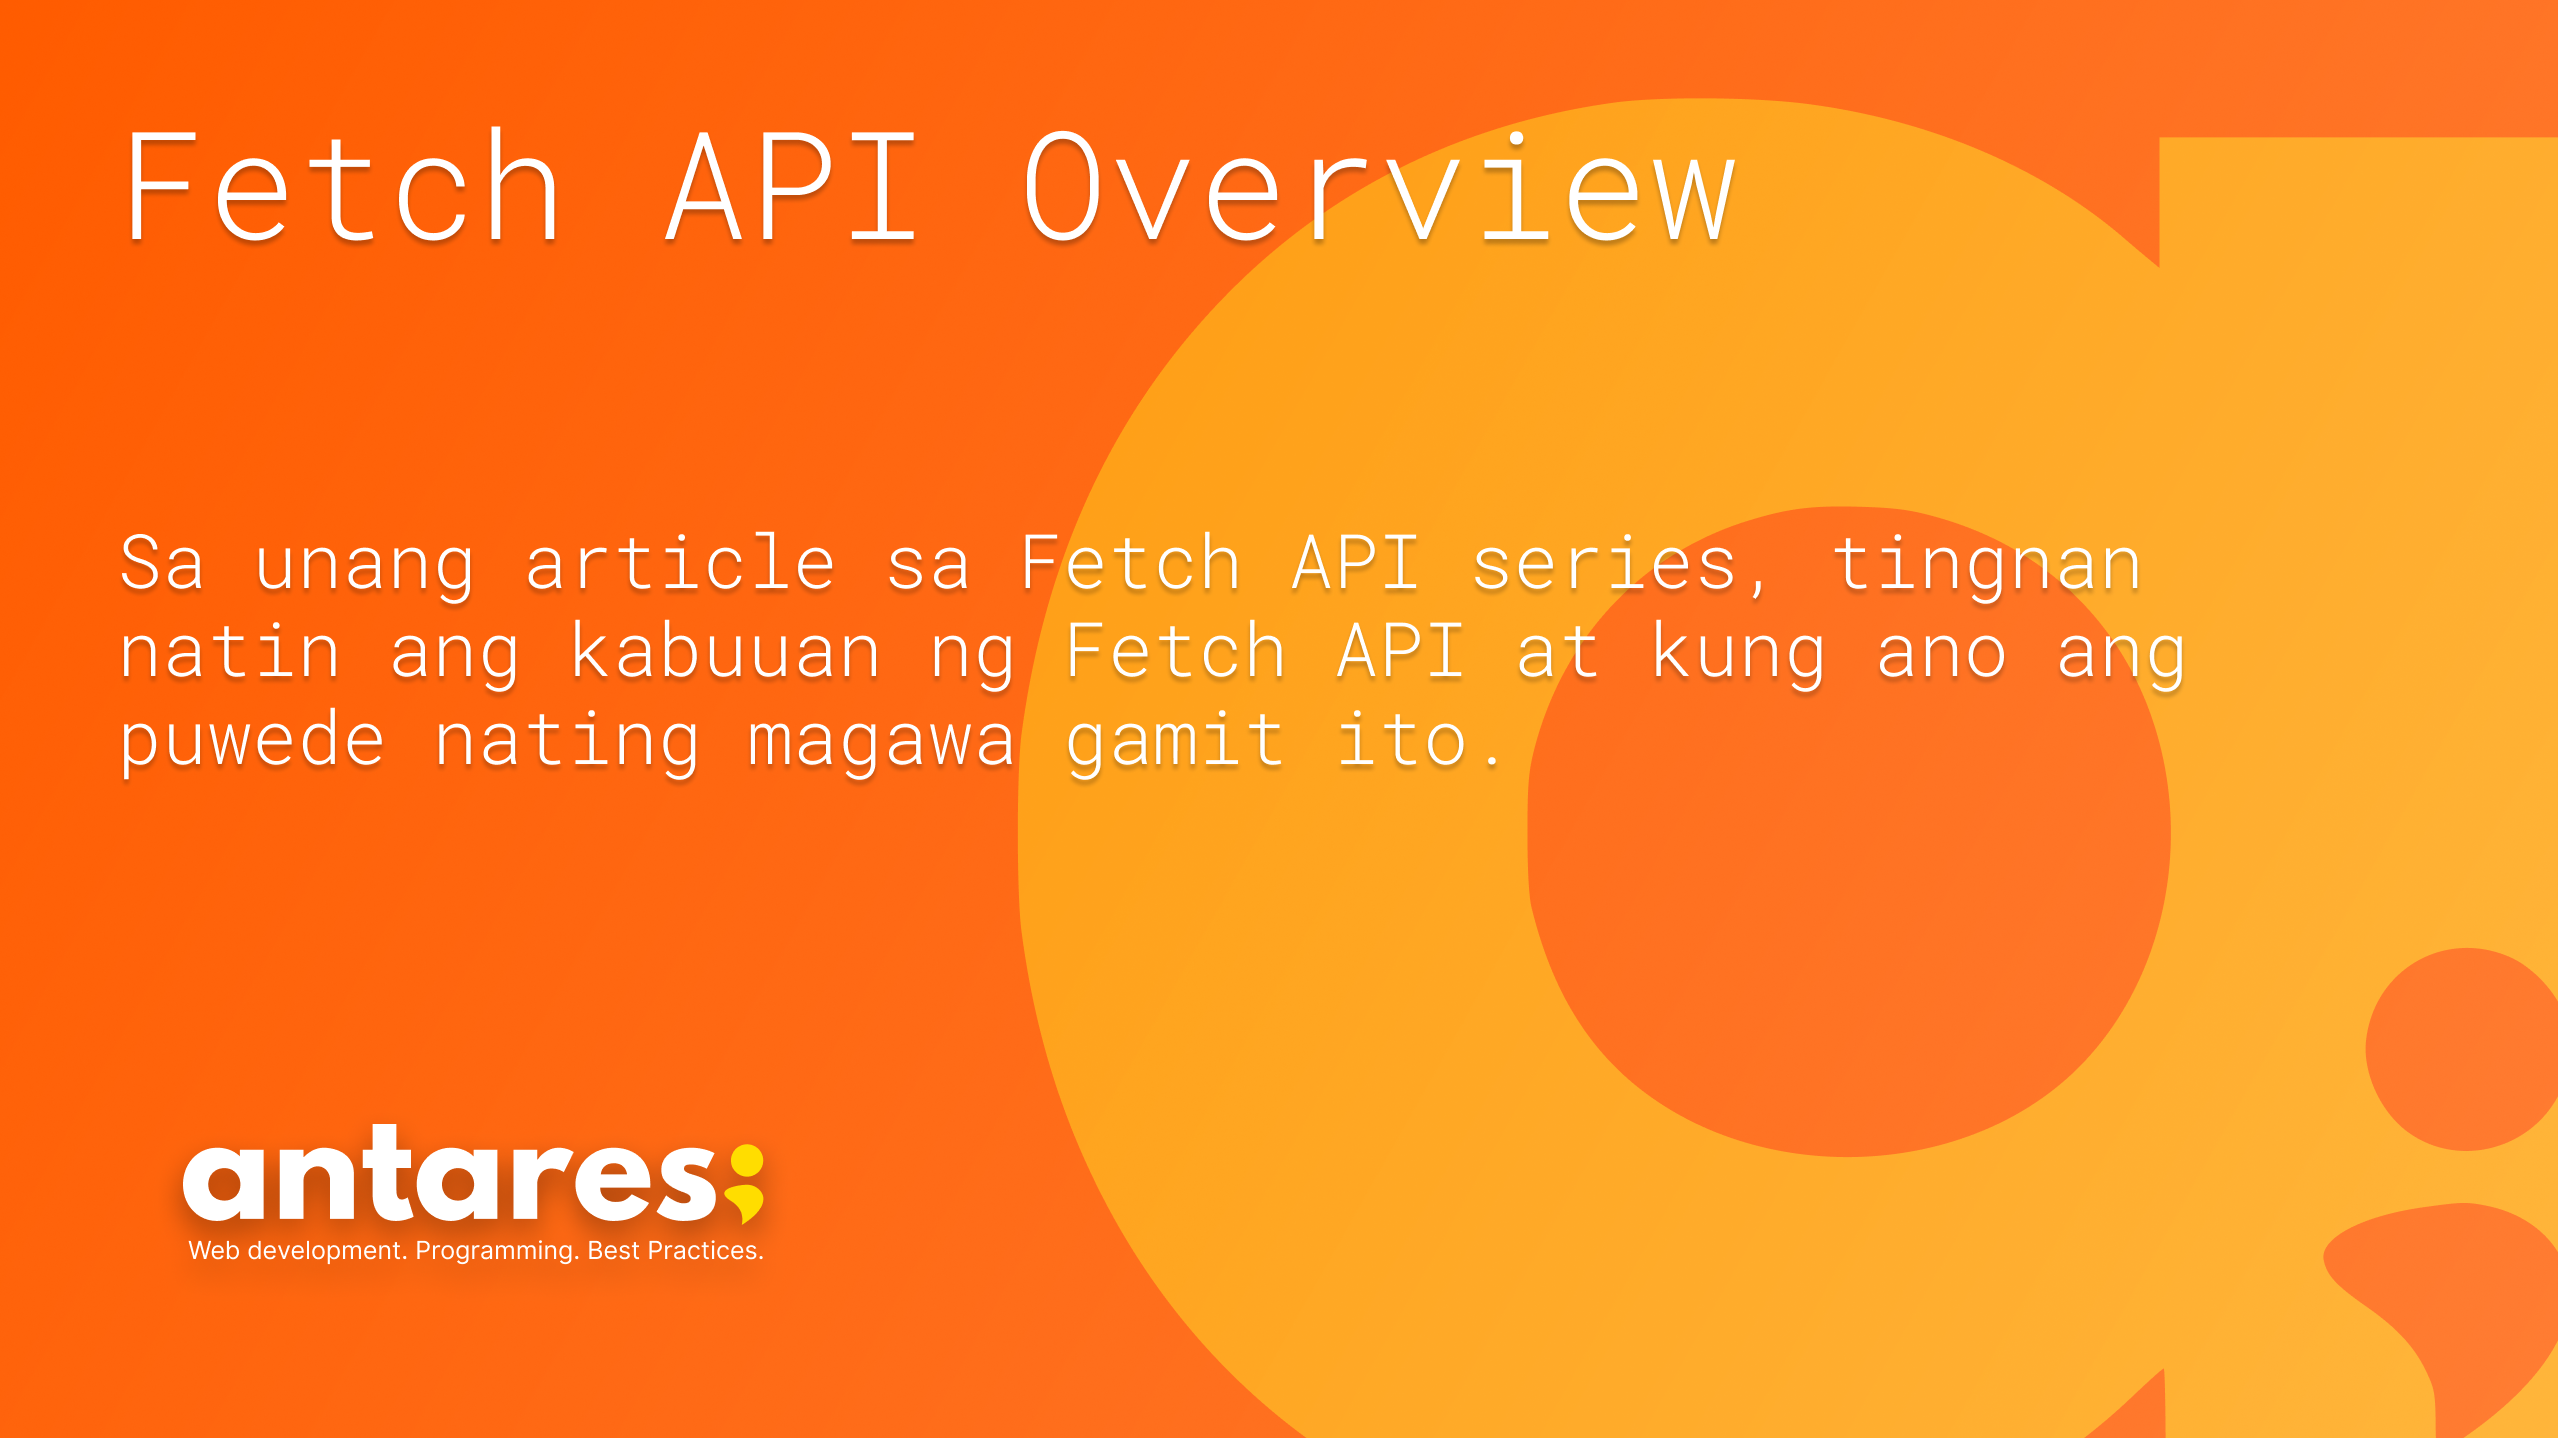 Fetch API Overview
Sa unang article sa Fetch API series, tingnan
natin ang kabuuan ng Fetch API at kung ano ang
puwede nating magawa gamit ito.
antares;
Web development. Programming. Best Practices.